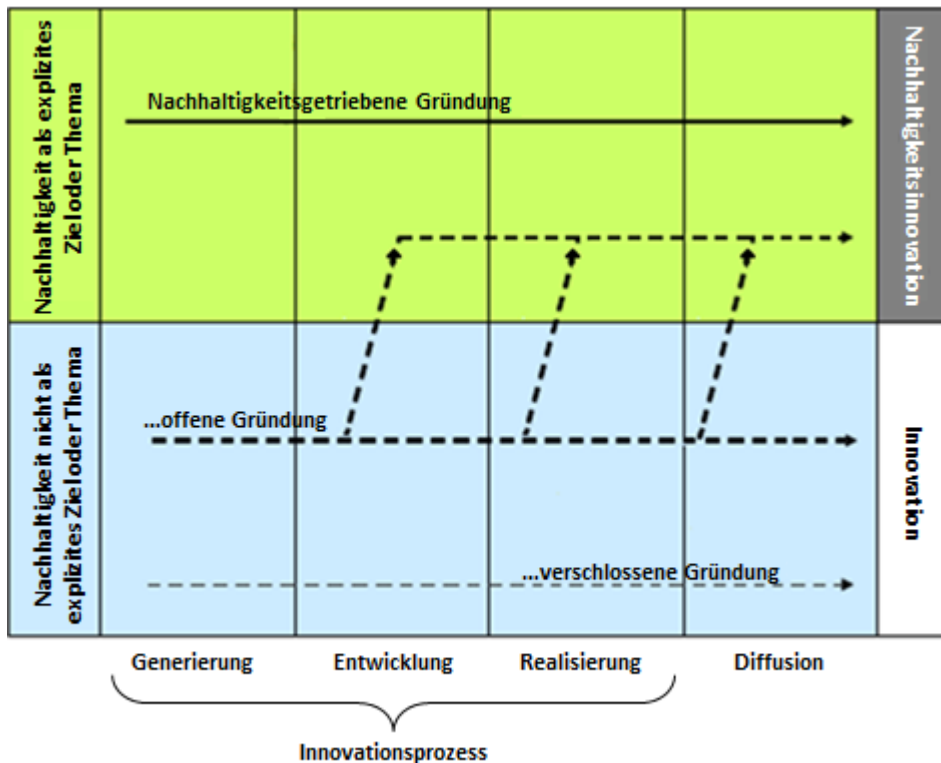 Nachhaltigkeit als explizites
Ziel oder Thema
Nachhaltigkeitsgetriebene Gründung
Nachhaltigkeitsinnovation
Nachhaltigkeit nicht als
explizites Ziel oder Thema
...offene Gründung
...verschlossene Gründung
Innovation
Generierung
Entwicklung
Realisierung
Diffusion
Innovationsprozess